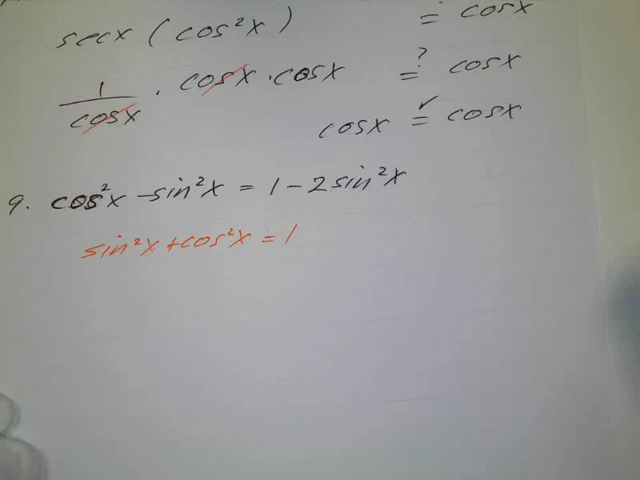 secx (cos²x) = cosx
1/cosx · cosx · cosx =? cosx
cosx =✓ cosx
9. cos²x - sin²x = 1 - 2sin²x
sin²x + cos²x = 1